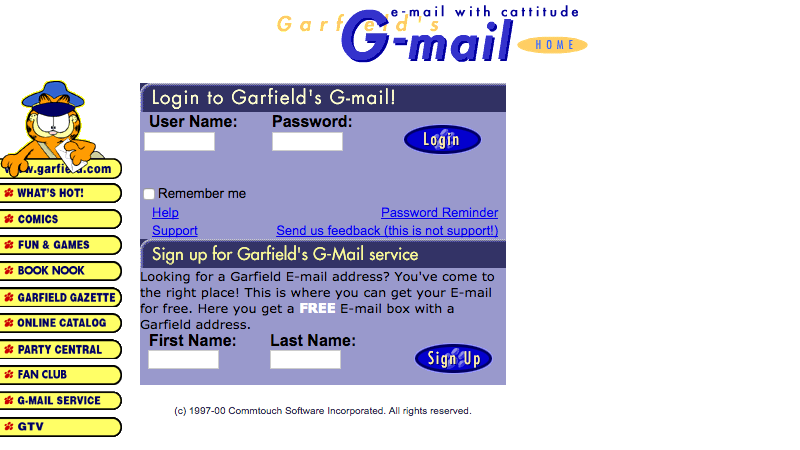 e-mail with cattitude
Garfield's
G-mail
HOME
www.garfield.com
WHAT'S HOT!
COMICS
FUN & GAMES
BOOK NOOK
GARFIELD GAZETTE
ONLINE CATALOG
PARTY CENTRAL
FAN CLUB
G-MAIL SERVICE
GTV
Login to Garfield's G-mail!
User Name: Password:
Login
Remember me
Help Password Reminder
Support Send us feedback (this is not support!)
Sign up for Garfield's G-Mail service
Looking for a Garfield E-mail address? You've come to
the right place! This is where you can get your E-mail
for free. Here you get a FREE E-mail box with a
Garfield address.
First Name: Last Name:
Sign Up
(c) 1997-00 Commtouch Software Incorporated. All rights reserved.